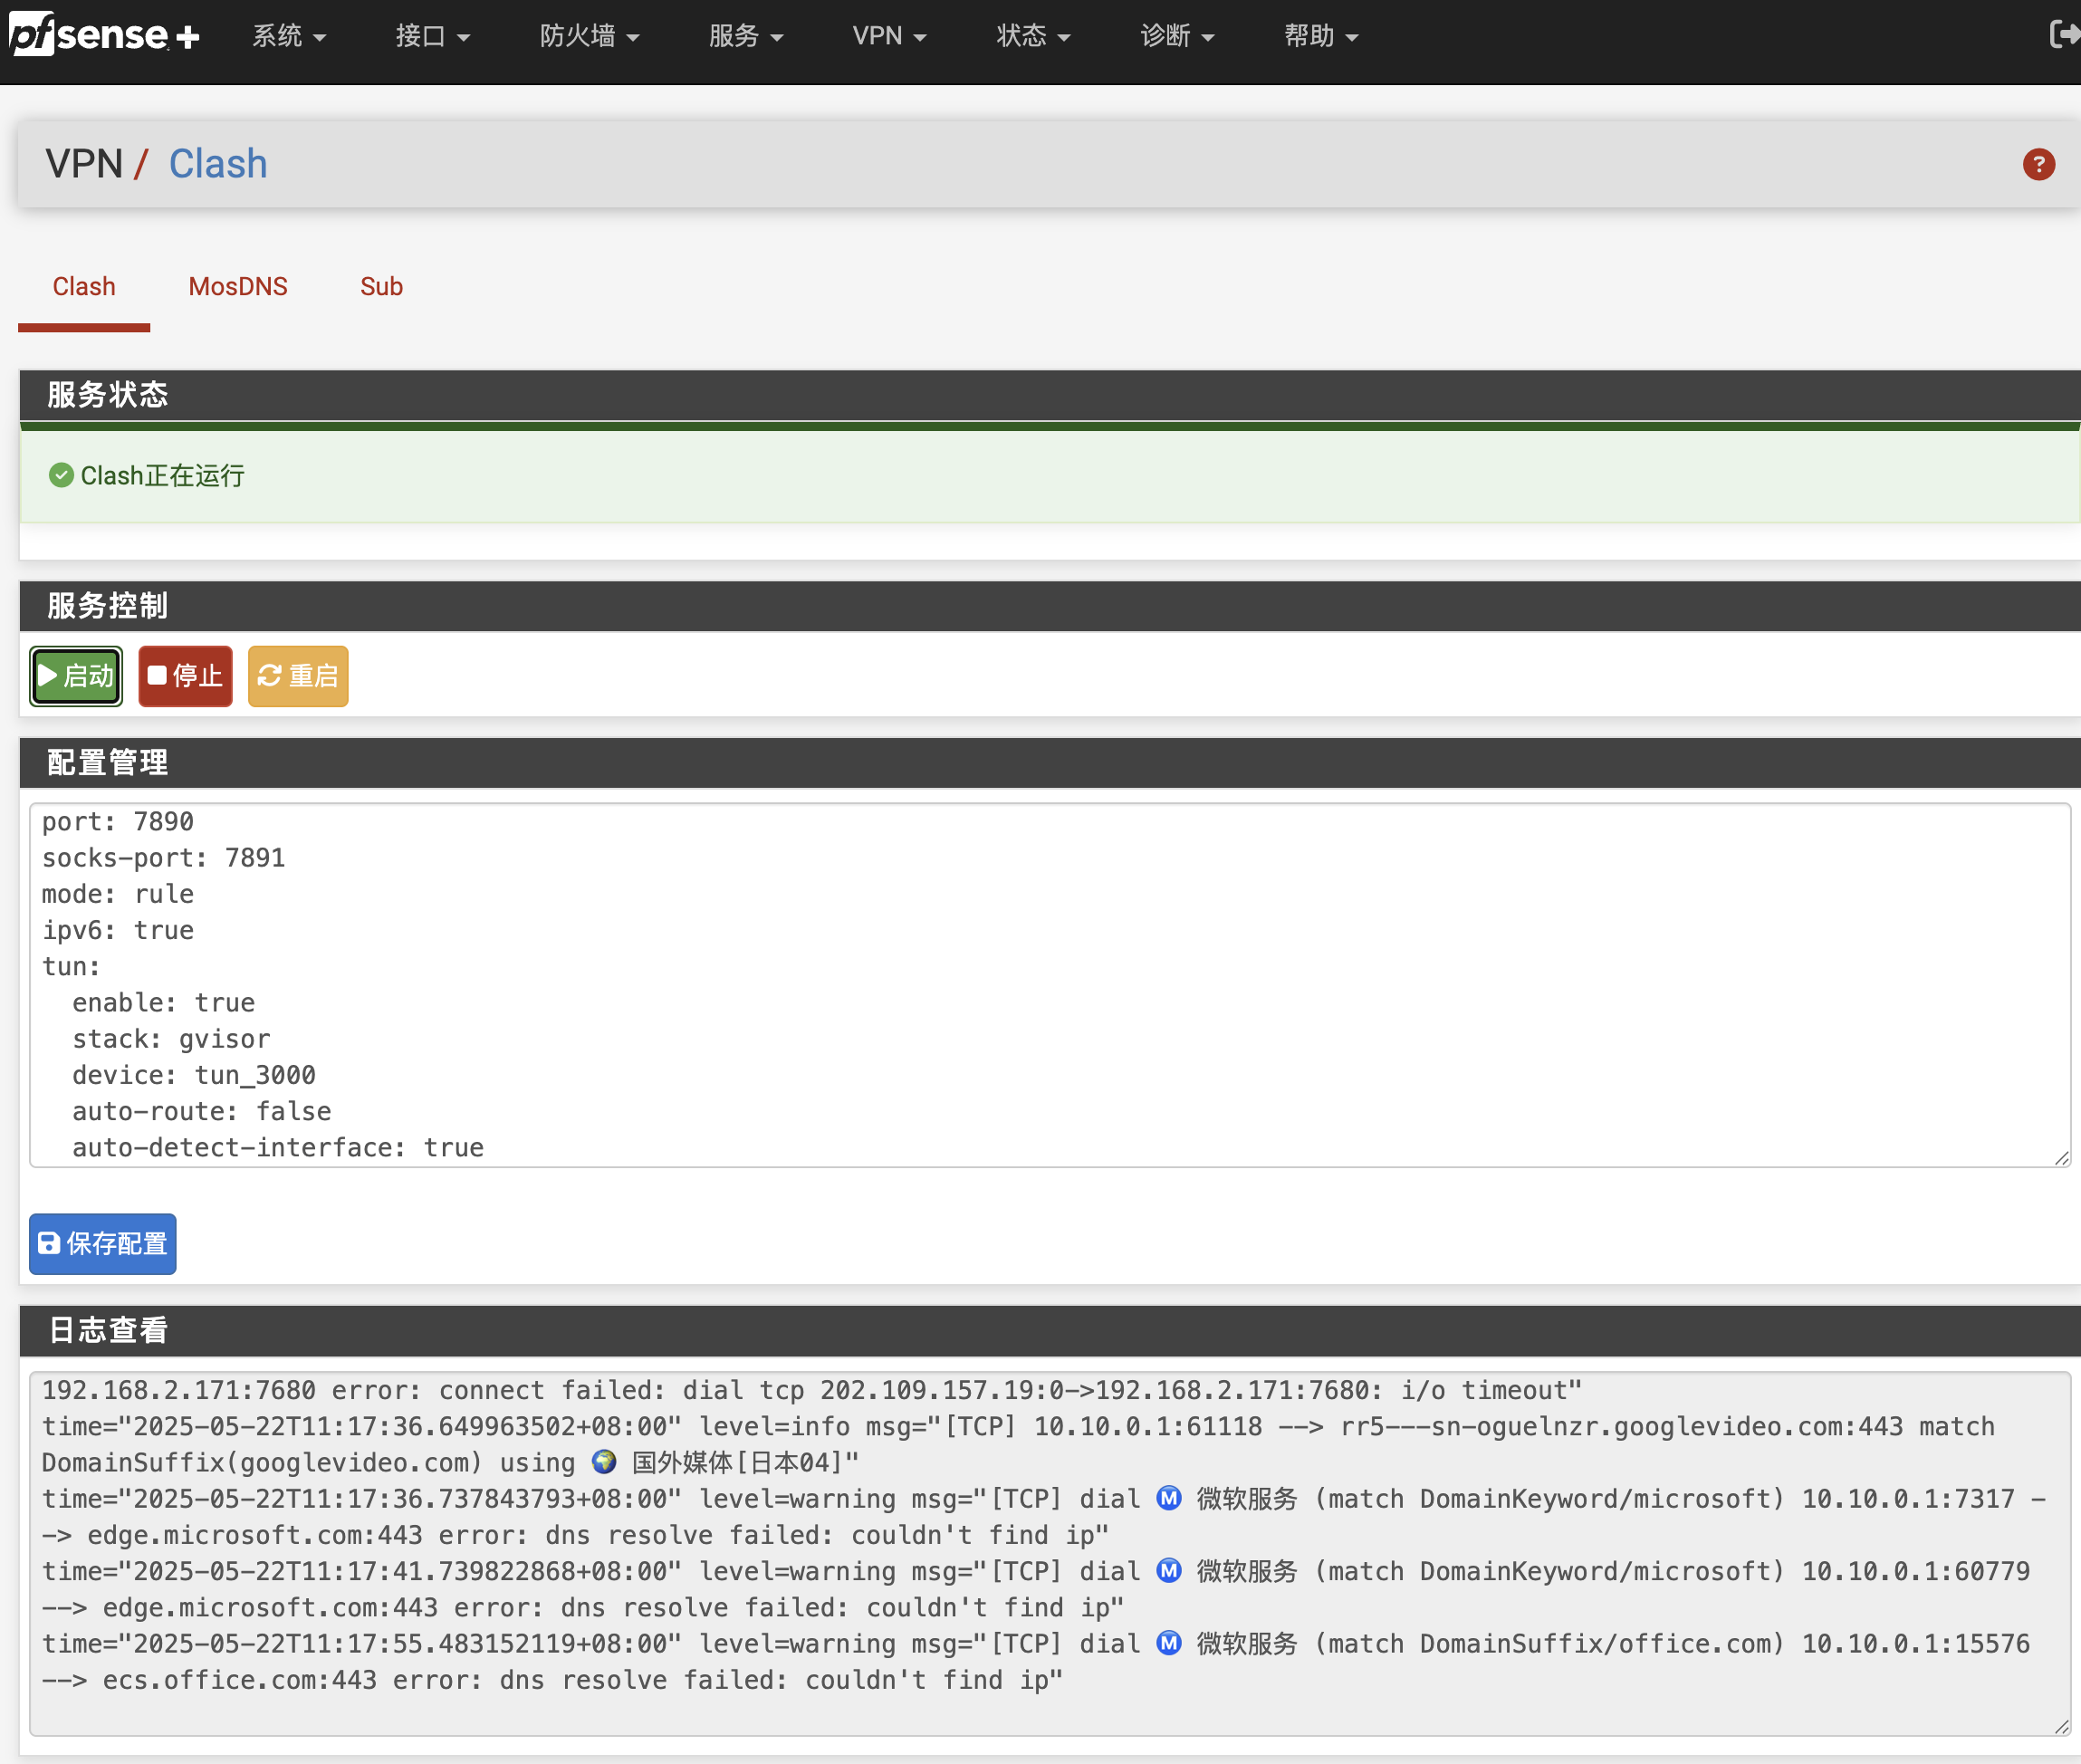 pfsense+ 系统 接口 防火墙 服务 VPN 状态 诊断 帮助
VPN / Clash
?
Clash MosDNS Sub
服务状态
Clash正在运行
服务控制
启动 停止 重启
配置管理
port: 7890
socks-port: 7891
mode: rule
ipv6: true
tun:
  enable: true
  stack: gvisor
  device: tun_3000
  auto-route: false
  auto-detect-interface: true
保存配置
日志查看
192.168.2.171:7680 error: connect failed: dial tcp 202.109.157.19:0->192.168.2.171:7680: i/o timeout"
time="2025-05-22T11:17:36.649963502+08:00" level=info msg="[TCP] 10.10.0.1:61118 --> rr5---sn-oguelnzr.googlevideo.com:443 match
DomainSuffix(googlevideo.com) using 🌍 国外媒体[日本04]"
time="2025-05-22T11:17:36.737843793+08:00" level=warning msg="[TCP] dial Ⓜ️ 微软服务 (match DomainKeyword/microsoft) 10.10.0.1:7317 -
-> edge.microsoft.com:443 error: dns resolve failed: couldn't find ip"
time="2025-05-22T11:17:41.739822868+08:00" level=warning msg="[TCP] dial Ⓜ️ 微软服务 (match DomainKeyword/microsoft) 10.10.0.1:60779
--> edge.microsoft.com:443 error: dns resolve failed: couldn't find ip"
time="2025-05-22T11:17:55.483152119+08:00" level=warning msg="[TCP] dial Ⓜ️ 微软服务 (match DomainSuffix/office.com) 10.10.0.1:15576
--> ecs.office.com:443 error: dns resolve failed: couldn't find ip"